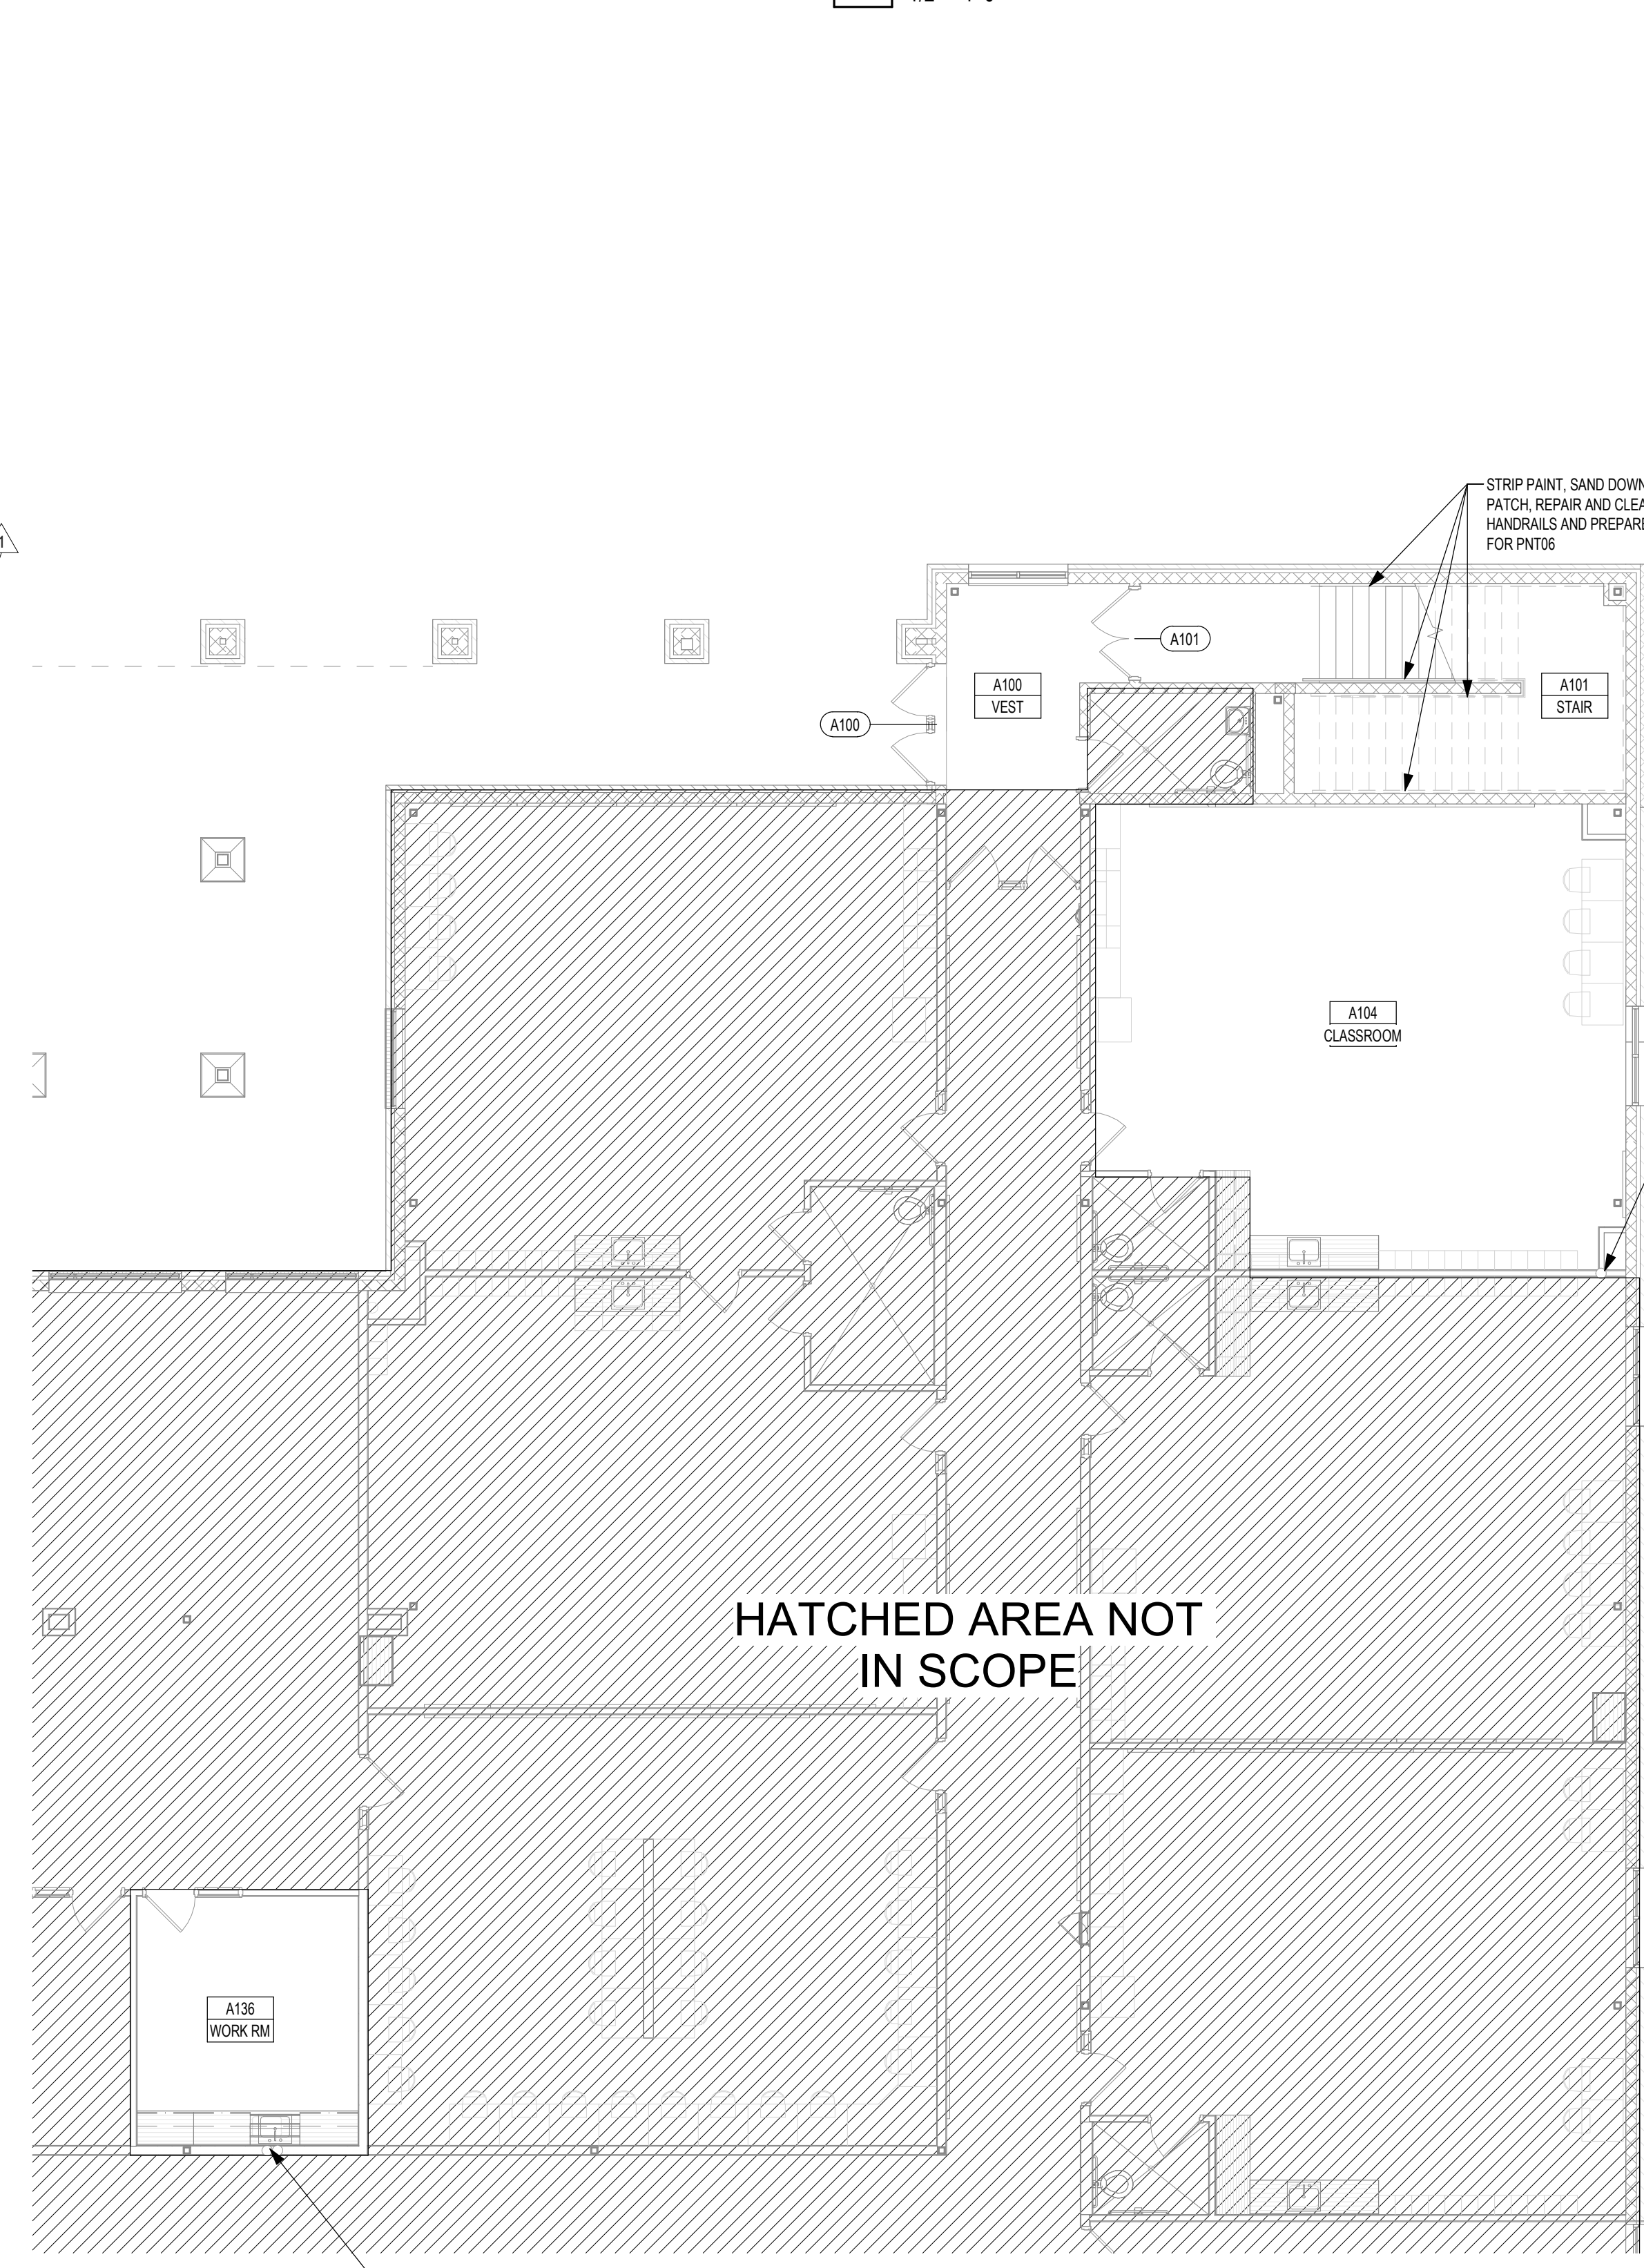 1
STRIP PAINT, SAND DOWN
PATCH, REPAIR AND CLEA
HANDRAILS AND PREPARE
FOR PNT06
A101
A100
VEST
A101
STAIR
A100
A104
CLASSROOM
HATCHED AREA NOT
IN SCOPE
A136
WORK RM